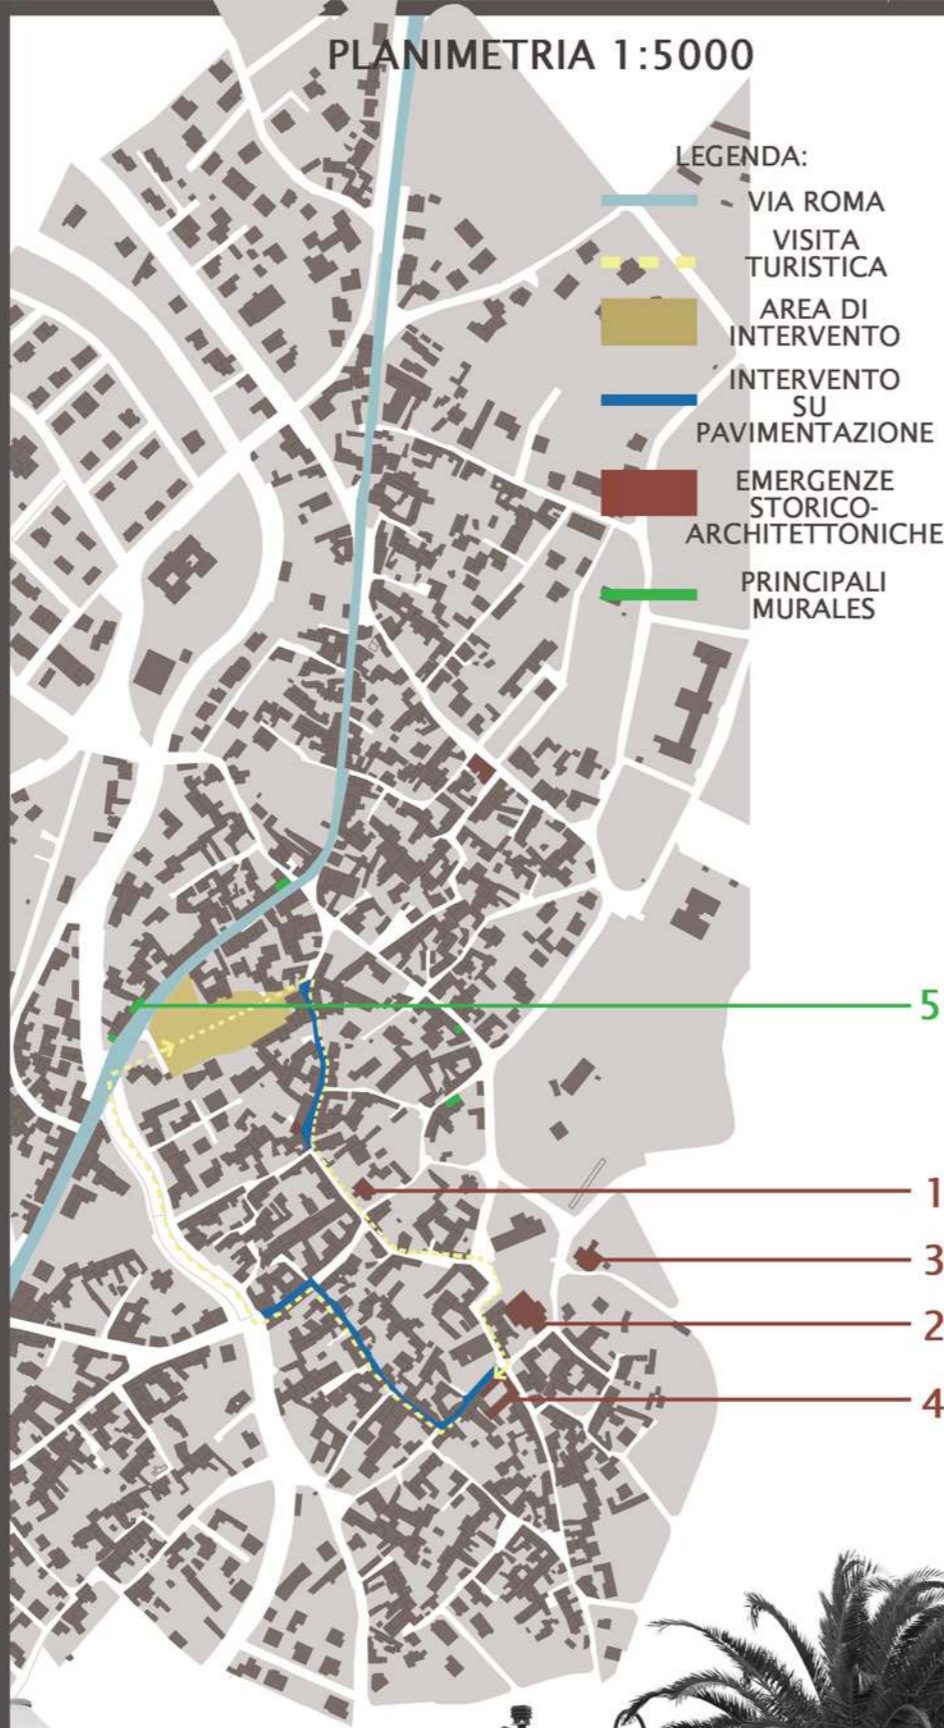 PLANIMETRIA 1:5000
LEGENDA:
VIA ROMA
VISITA
TURISTICA
AREA DI
INTERVENTO
INTERVENTO
SU
PAVIMENTAZIONE
EMERGENZE
STORICO-
ARCHITETTONICHE
PRINCIPALI
MURALES
5
1
3
2
4